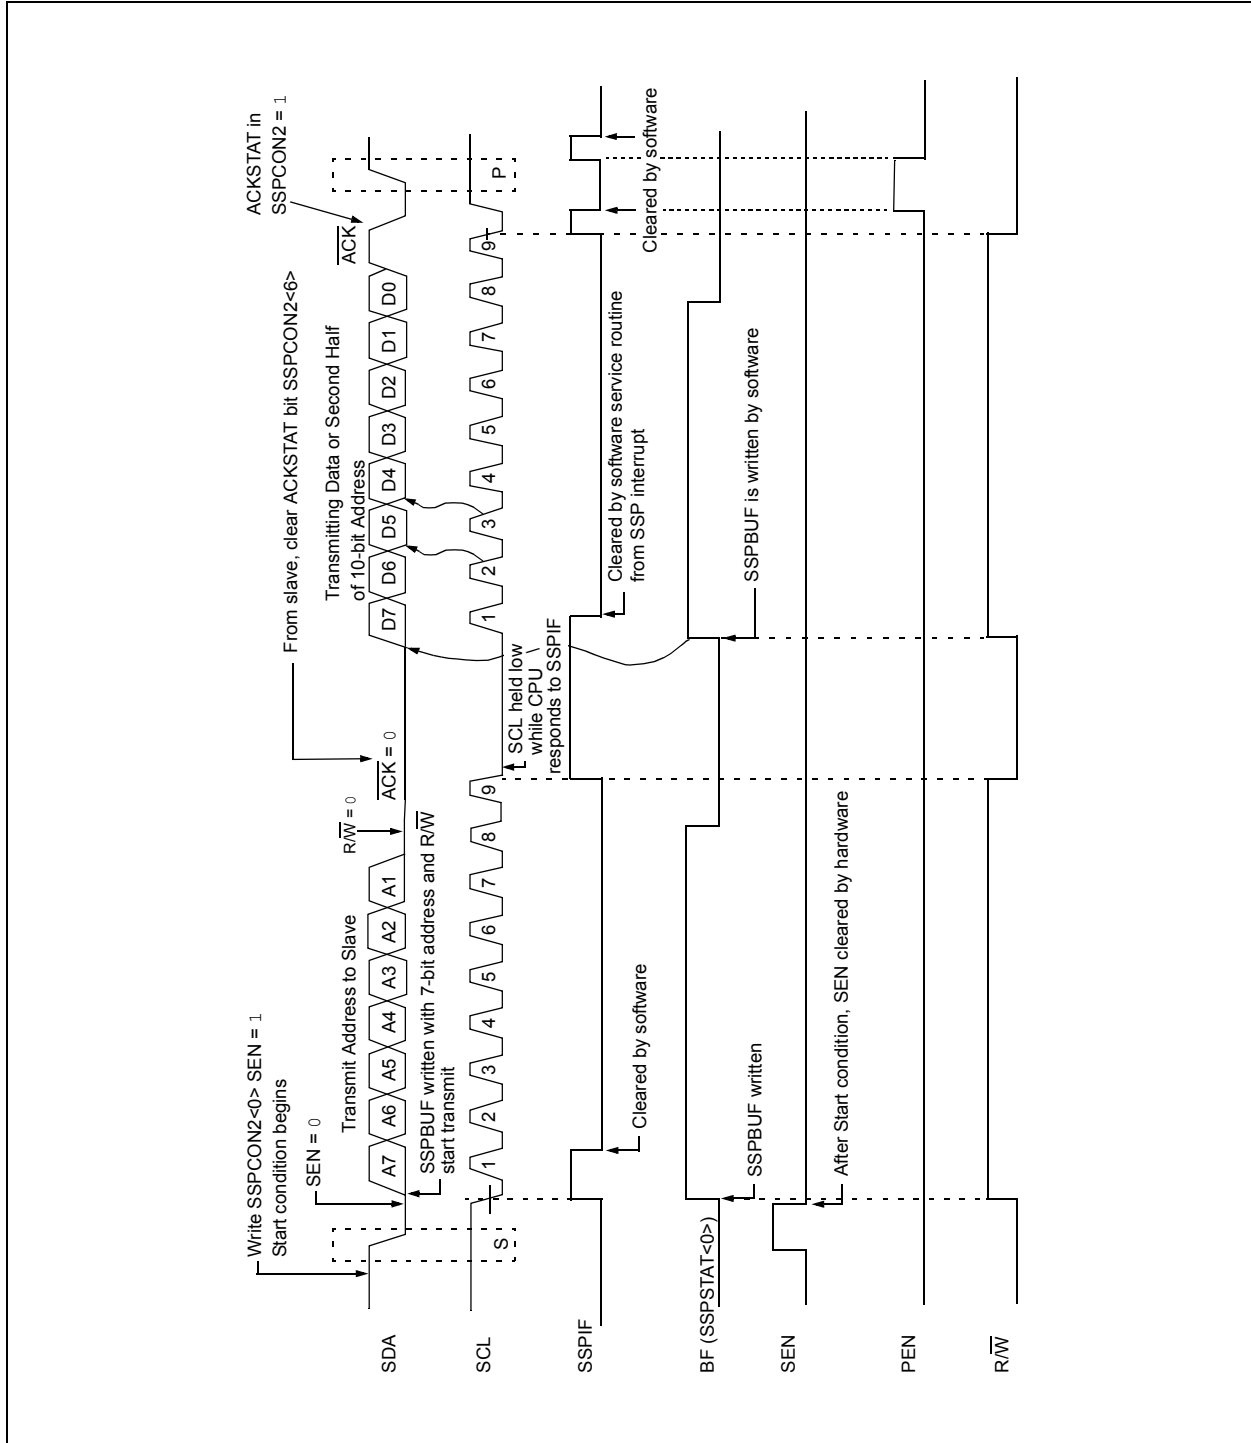 Write SSPCON2<0> SEN = 1
Start condition begins
SEN = 0
Transmit Address to Slave
R/W = 0
From slave, clear ACKSTAT bit SSPCON2<6>
ACK = 0
Transmitting Data or Second Half
of 10-bit Address
ACKSTAT in
SSPCON2 = 1
ACK
SDA
A7 A6 A5 A4 A3 A2 A1
D7 D6 D5 D4 D3 D2 D1 D0
SSPBUF written with 7-bit address and R/W
start transmit
SCL
S
1 2 3 4 5 6 7 8 9
1 2 3 4 5 6 7 8 9
P
SCL held low
while CPU
responds to SSPIF
SSPIF
Cleared by software
Cleared by software service routine
from SSP interrupt
Cleared by software
BF (SSPSTAT<0>)
SSPBUF written
SSPBUF is written by software
SEN
After Start condition, SEN cleared by hardware
PEN
R/W